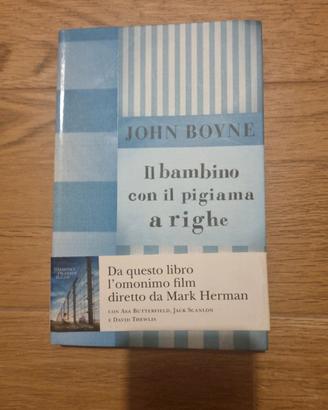 JOHN BOYNE
Il bambino
con il pigiama
a righe
Da questo libro
l'omonimo film
diretto da Mark Herman
con Asa Butterfield, Jack Scanlon
e David Thewlis